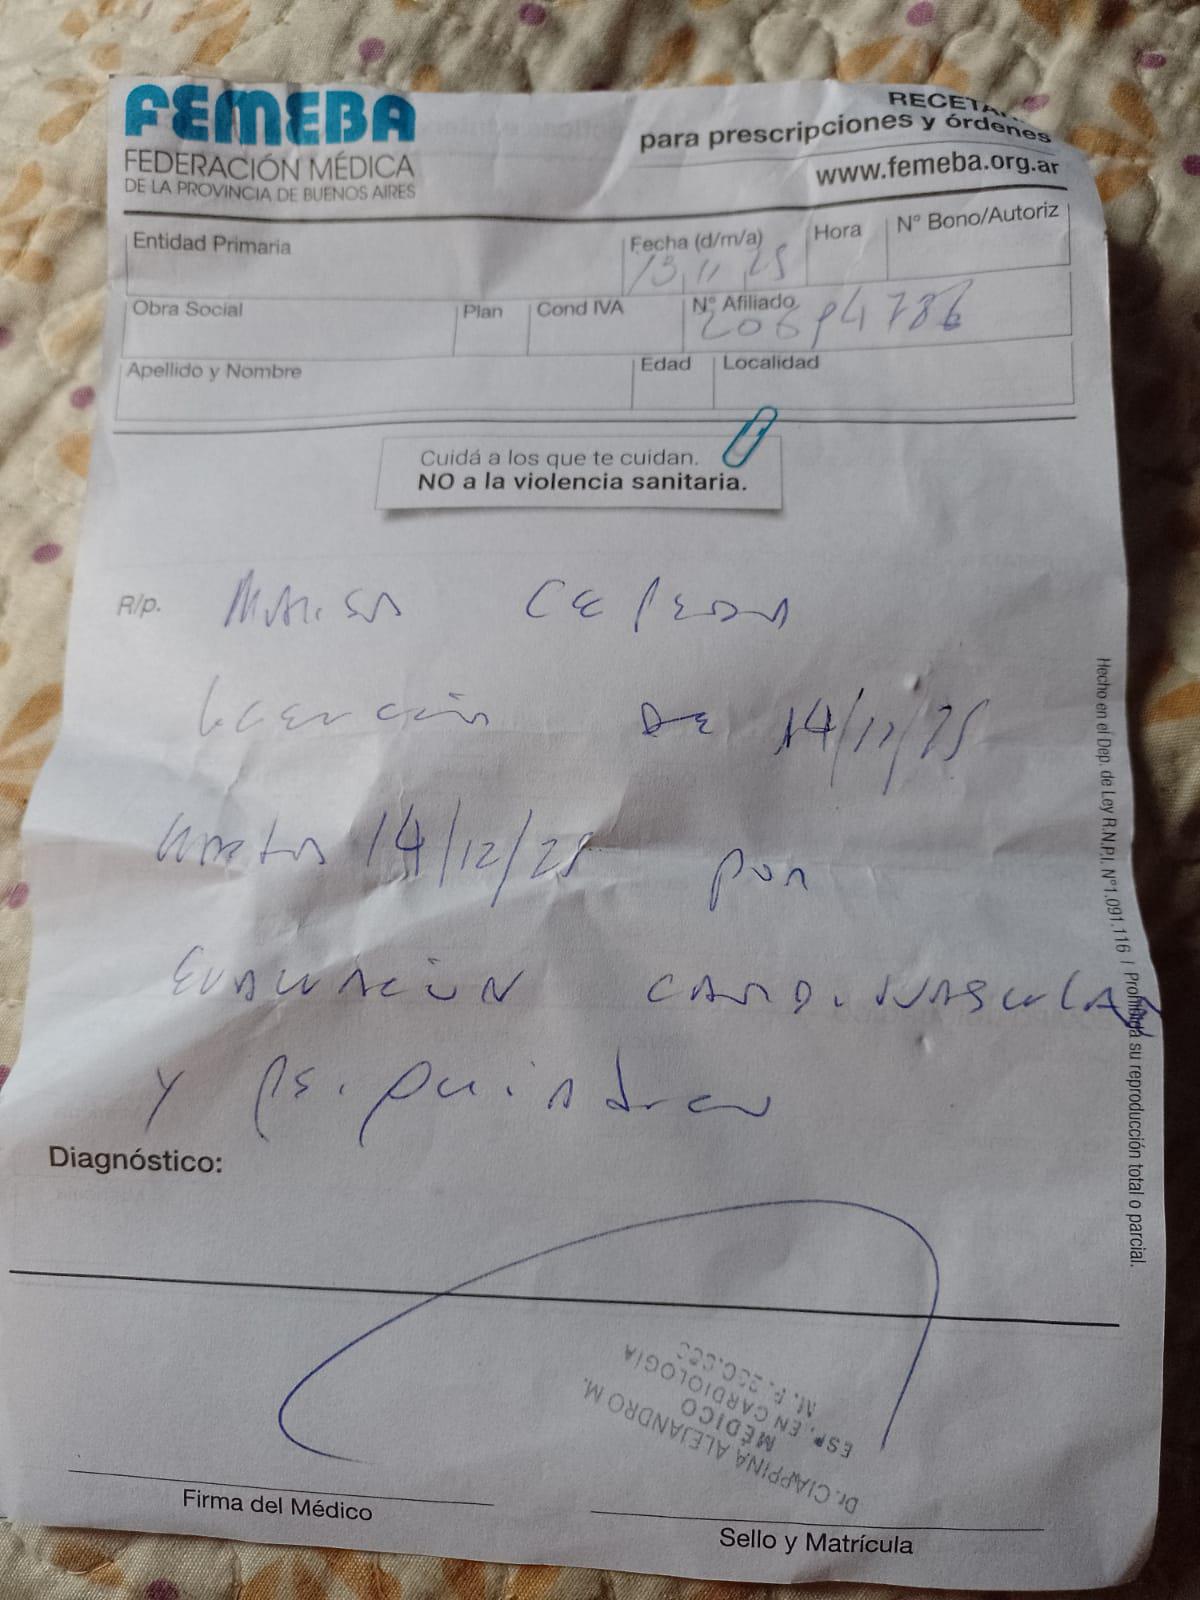 FEMEBA
FEDERACIÓN MÉDICA
DE LA PROVINCIA DE BUENOS AIRES
para prescripciones y órdenes
www.femeba.org.ar
Entidad Primaria
Fecha (d/m/a)
13 11 25
Hora
N° Bono/Autoriz
Obra Social
Plan
Cond IVA
N° Afiliado
Apellido y Nombre
Edad
Localidad
Cuidá a los que te cuidan.
NO a la violencia sanitaria.
R/p.
CEPEDA
Licencia DE 14/11/25
hasta 14/12/25 por
EVALUACIÓN CARDIOVASCULAR
y psiquiatrica
Diagnóstico:
Firma del Médico
Dr. CIAPPINA ALEJANDRO M.
MÉDICO
ESP. EN CARDIOLOGÍA
M. P.
Sello y Matrícula
Hecho en el Dep. de Ley R.N.P.I. N°1.091.116 / Prohibida su reproducción total o parcial.